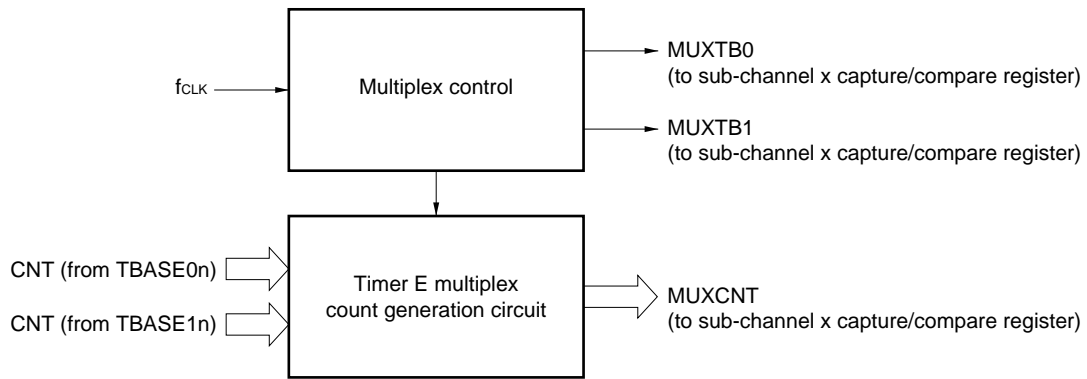 fCLK
Multiplex control
MUXTB0
(to sub-channel x capture/compare register)
MUXTB1
(to sub-channel x capture/compare register)
CNT (from TBASE0n)
CNT (from TBASE1n)
Timer E multiplex
count generation circuit
MUXCNT
(to sub-channel x capture/compare register)